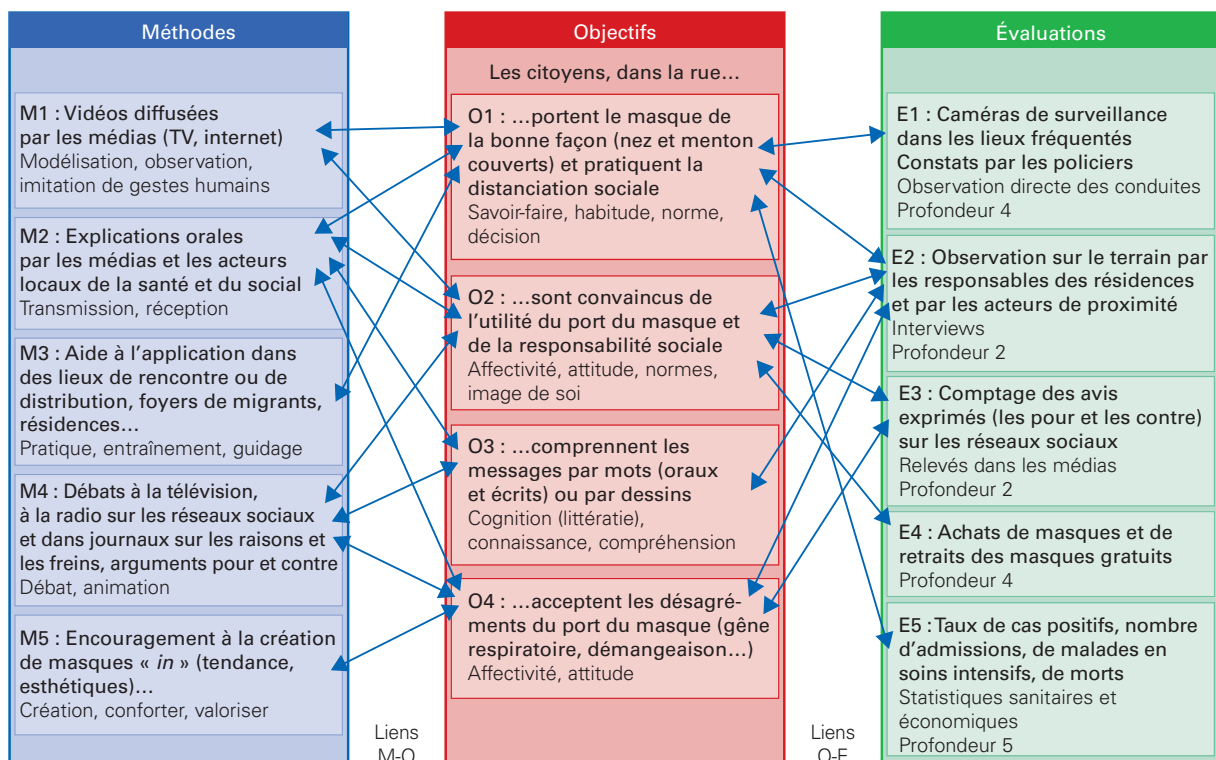 Méthodes
M1 : Vidéos diffusées
par les médias (TV, internet)
Modélisation, observation,
imitation de gestes humains
M2 : Explications orales
par les médias et les acteurs
locaux de la santé et du social
Transmission, réception
M3 : Aide à l'application dans
des lieux de rencontre ou de
distribution, foyers de migrants,
résidences…
Pratique, entraînement, guidage
M4 : Débats à la télévision,
à la radio sur les réseaux sociaux
et dans journaux sur les raisons et
les freins, arguments pour et contre
Débat, animation
M5 : Encouragement à la création
de masques « in » (tendance,
esthétiques)…
Création, conforter, valoriser
Liens
M-O
Objectifs
Les citoyens, dans la rue…
O1 : …portent le masque de
la bonne façon (nez et menton
couverts) et pratiquent la
distanciation sociale
Savoir-faire, habitude, norme,
décision
O2 : …sont convaincus de
l'utilité du port du masque et
de la responsabilité sociale
Affectivité, attitude, normes,
image de soi
O3 : …comprennent les
messages par mots (oraux
et écrits) ou par dessins
Cognition (littératie),
connaissance, compréhension
O4 : …acceptent les désagré-
ments du port du masque (gêne
respiratoire, démangeaison…)
Affectivité, attitude
Liens
O-E
Évaluations
E1 : Caméras de surveillance
dans les lieux fréquentés
Constats par les policiers
Observation directe des conduites
Profondeur 4
E2 : Observation sur le terrain par
les responsables des résidences
et par les acteurs de proximité
Interviews
Profondeur 2
E3 : Comptage des avis
exprimés (les pour et les contre)
sur les réseaux sociaux
Relevés dans les médias
Profondeur 2
E4 : Achats de masques et de
retraits des masques gratuits
Profondeur 4
E5 : Taux de cas positifs, nombre
d'admissions, de malades en
soins intensifs, de morts
Statistiques sanitaires et
économiques
Profondeur 5